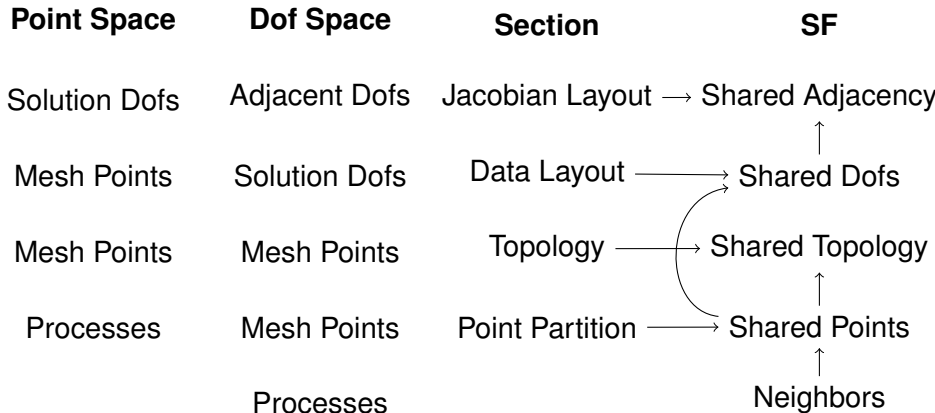 Point Space Dof Space Section SF
Solution Dofs Adjacent Dofs Jacobian Layout Shared Adjacency
Mesh Points Solution Dofs Data Layout Shared Dofs
Mesh Points Mesh Points Topology Shared Topology
Processes Mesh Points Point Partition Shared Points
Processes Neighbors